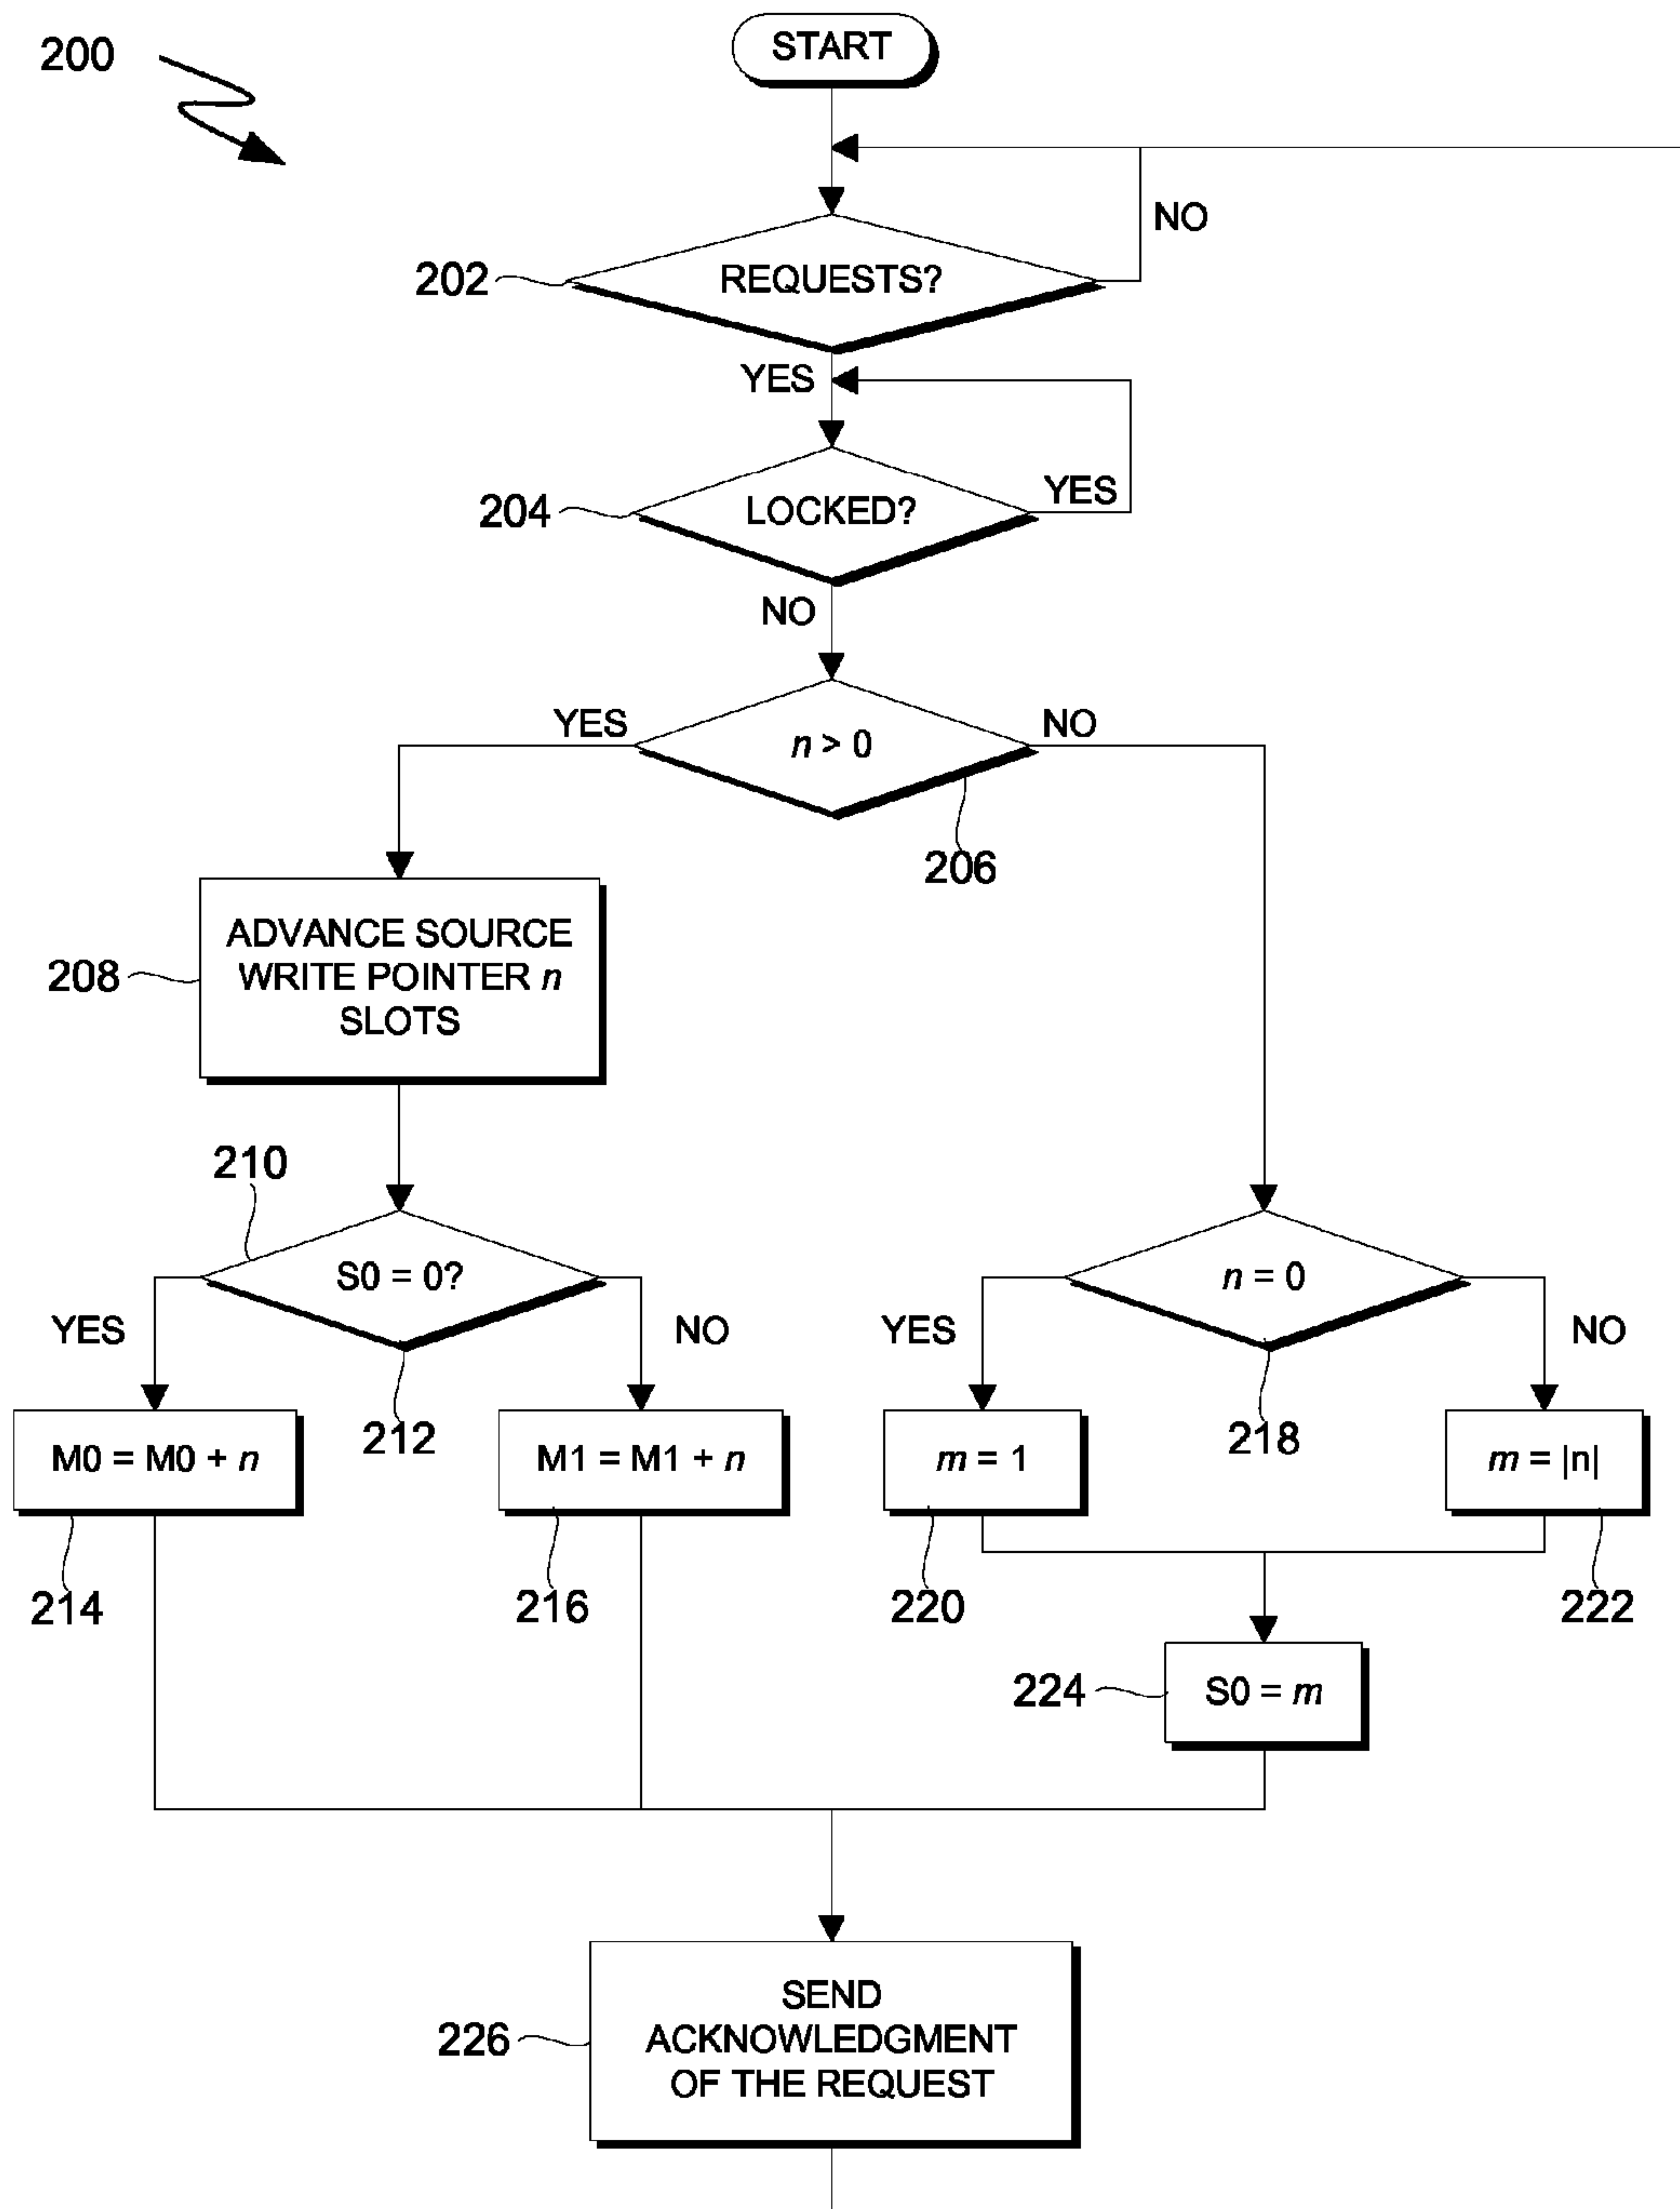 200
START
NO
202
REQUESTS?
YES
204
LOCKED?
YES
NO
YES
n > 0
NO
206
208
ADVANCE SOURCE
WRITE POINTER n
SLOTS
210
S0 = 0?
n = 0
YES
NO
YES
NO
212
218
M0 = M0 + n
M1 = M1 + n
m = 1
m = |n|
214
216
220
222
224
S0 = m
226
SEND
ACKNOWLEDGMENT
OF THE REQUEST